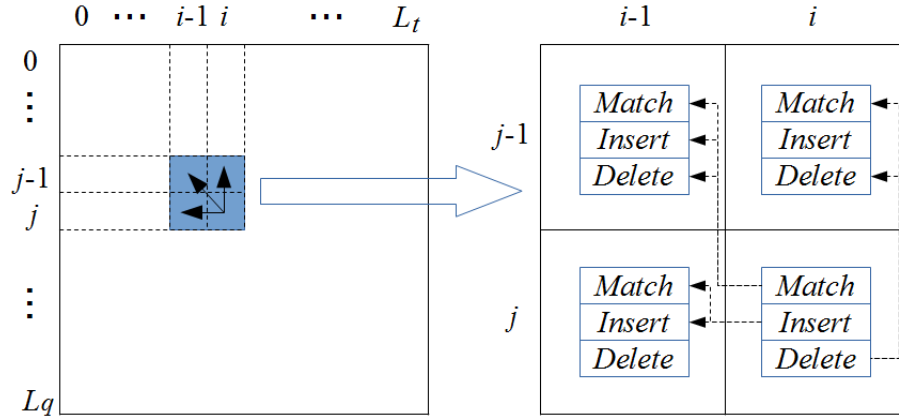 0 ⋯ i-1 i ⋯ L_t
i-1 i
0
⋮
j-1
j
⋮
Lq
j-1
Match
Insert
Delete
Match
Insert
Delete
j
Match
Insert
Delete
Match
Insert
Delete